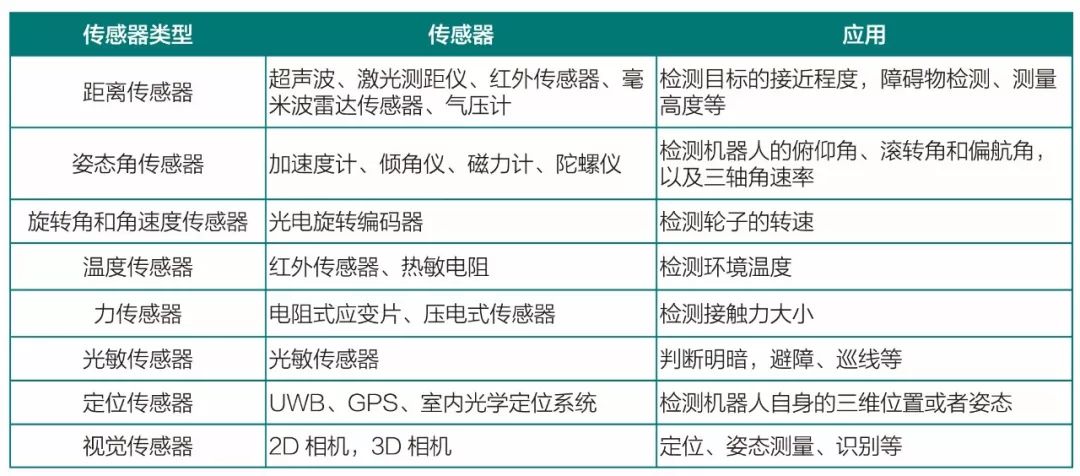 传感器类型 传感器 应用
距离传感器 超声波、激光测距仪、红外传感器、毫米波雷达传感器、气压计 检测目标的接近程度，障碍物检测、测量高度等
姿态角传感器 加速度计、倾角仪、磁力计、陀螺仪 检测机器人的俯仰角、滚转角和偏航角，以及三轴角速率
旋转角和角速度传感器 光电旋转编码器 检测轮子的转速
温度传感器 红外传感器、热敏电阻 检测环境温度
力传感器 电阻式应变片、压电式传感器 检测接触力大小
光敏传感器 光敏传感器 判断明暗，避障、巡线等
定位传感器 UWB、GPS、室内光学定位系统 检测机器人自身的三维位置或者姿态
视觉传感器 2D 相机，3D 相机 定位、姿态测量、识别等